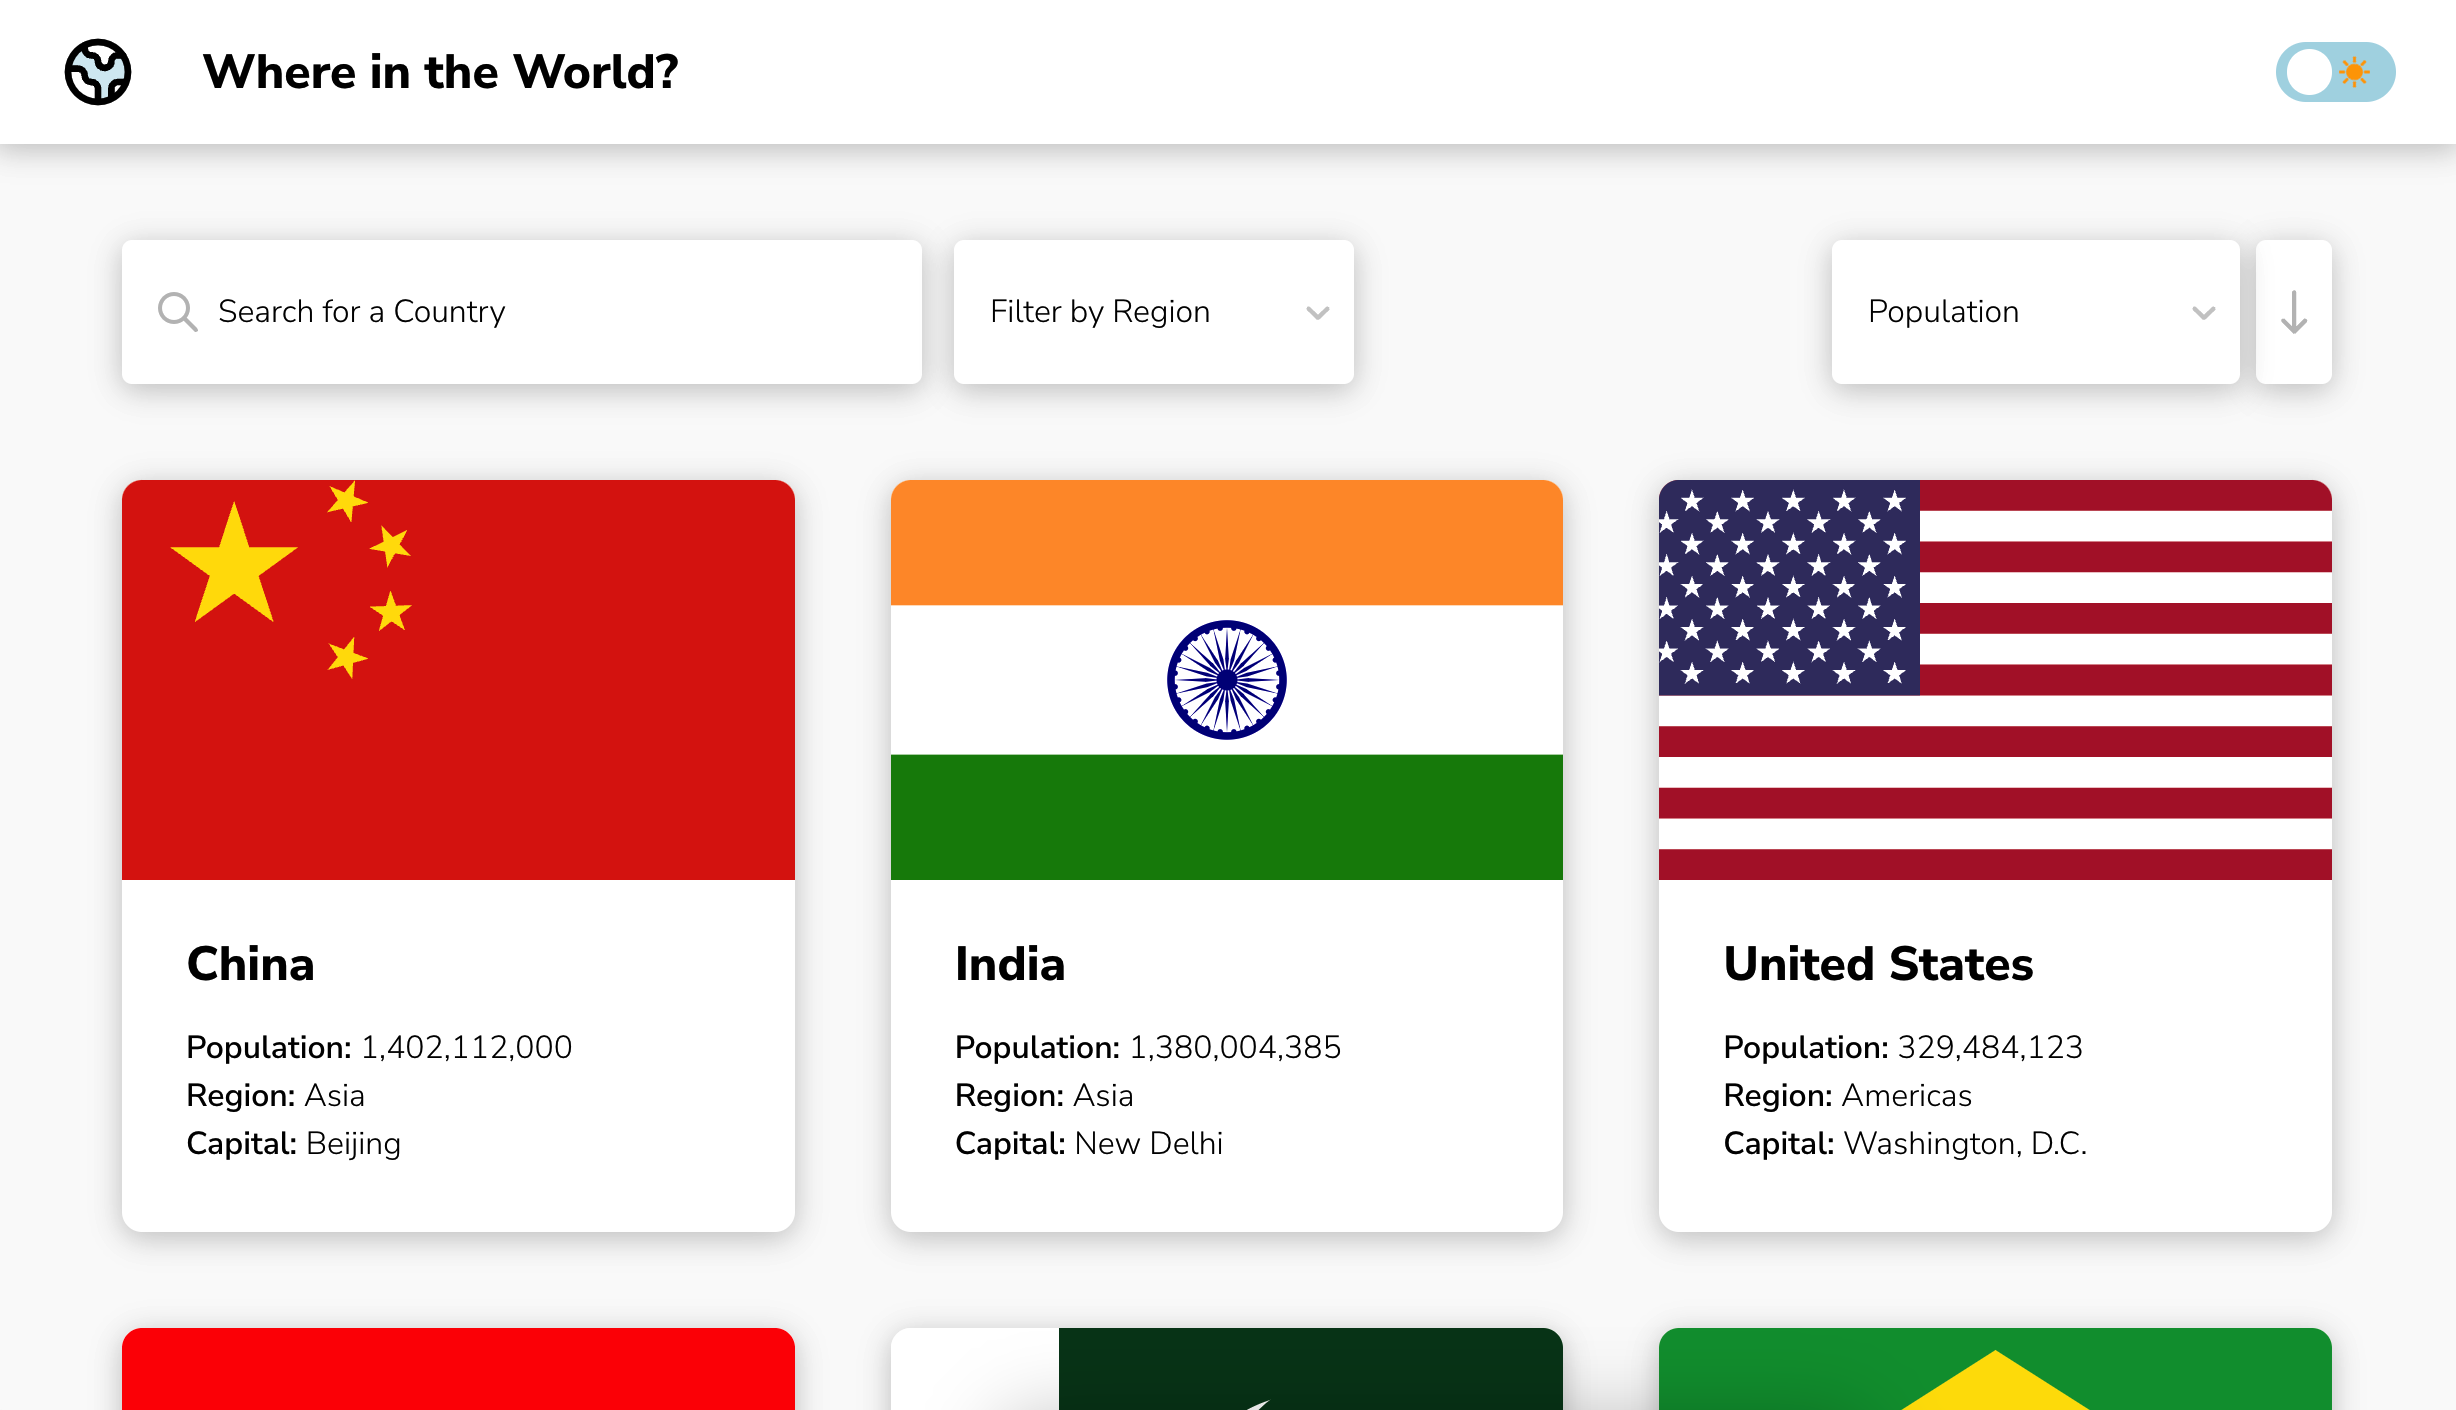 Where in the World?
Search for a Country
Filter by Region
Population
China
Population: 1,402,112,000
Region: Asia
Capital: Beijing
India
Population: 1,380,004,385
Region: Asia
Capital: New Delhi
United States
Population: 329,484,123
Region: Americas
Capital: Washington, D.C.